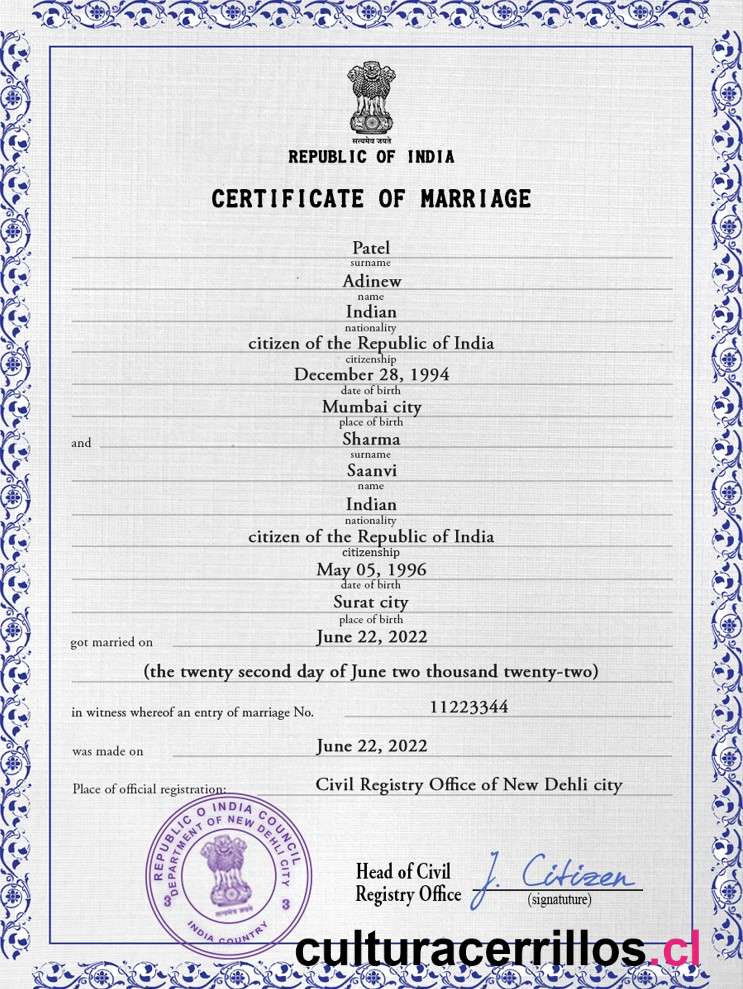 सत्यमेव जयते
REPUBLIC OF INDIA
CERTIFICATE OF MARRIAGE
Patel
surname
Adinew
name
Indian
nationality
citizen of the Republic of India
citizenship
December 28, 1994
date of birth
Mumbai city
place of birth
and Sharma
surname
Saanvi
name
Indian
nationality
citizen of the Republic of India
citizenship
May 05, 1996
date of birth
Surat city
place of birth
got married on June 22, 2022
(the twenty second day of June two thousand twenty-two)
in witness whereof an entry of marriage No. 11223344
was made on June 22, 2022
Place of official registration: Civil Registry Office of New Dehli city
REPUBLIC O INDIA COUNCIL
DEPARTMENT OF NEW DEHLI CITY
3 3
सत्यमेव जयते
INDIA COUNTRY
Head of Civil
Registry Office J. Citizen
(signatuture)
culturacerrillos.cl